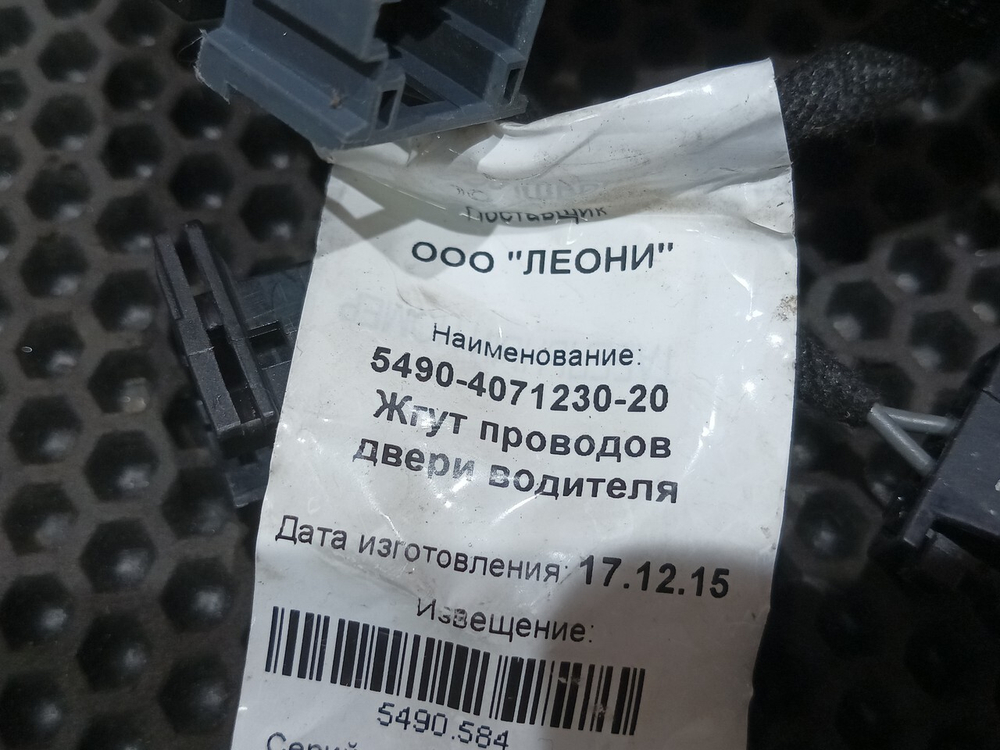 Поставщик
ООО "ЛЕОНИ"
Наименование:
5490-4071230-20
Жгут проводов
двери водителя
Дата изготовления: 17.12.15
Извещение:
5490.584